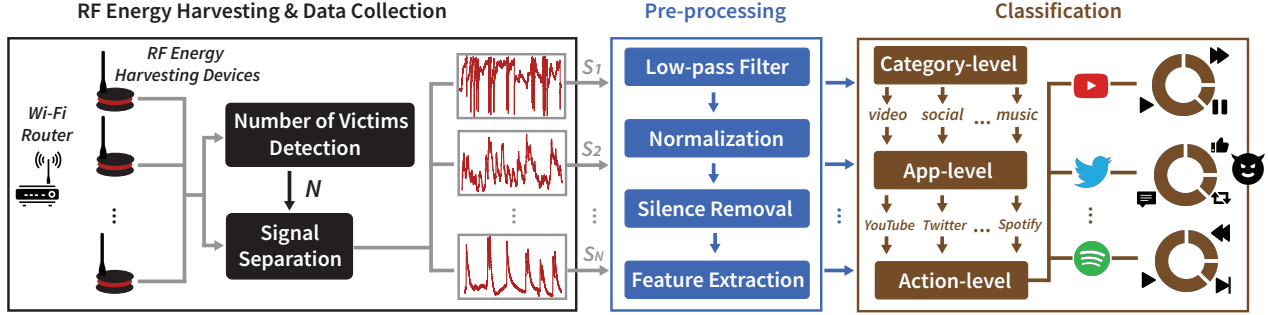 RF Energy Harvesting & Data Collection
Wi-Fi
Router
RF Energy
Harvesting Devices
...
Number of Victims
Detection
N
Signal
Separation
S1
S2
...
...
SN
Pre-processing
Low-pass Filter
Normalization
Silence Removal
Feature Extraction
...
Classification
Category-level
video social ... music
App-level
YouTube Twitter ... Spotify
Action-level
...